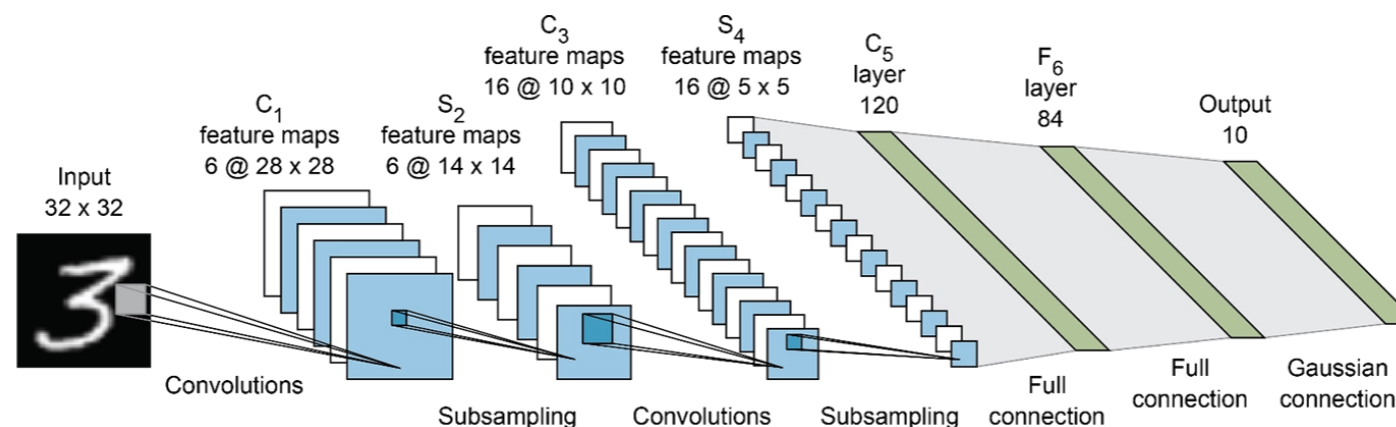 Input
32 x 32
C₁
feature maps
6 @ 28 x 28
S₂
feature maps
6 @ 14 x 14
C₃
feature maps
16 @ 10 x 10
S₄
feature maps
16 @ 5 x 5
C₅
layer
120
F₆
layer
84
Output
10
3
Convolutions
Subsampling
Convolutions
Subsampling
Full
connection
Full
connection
Gaussian
connection